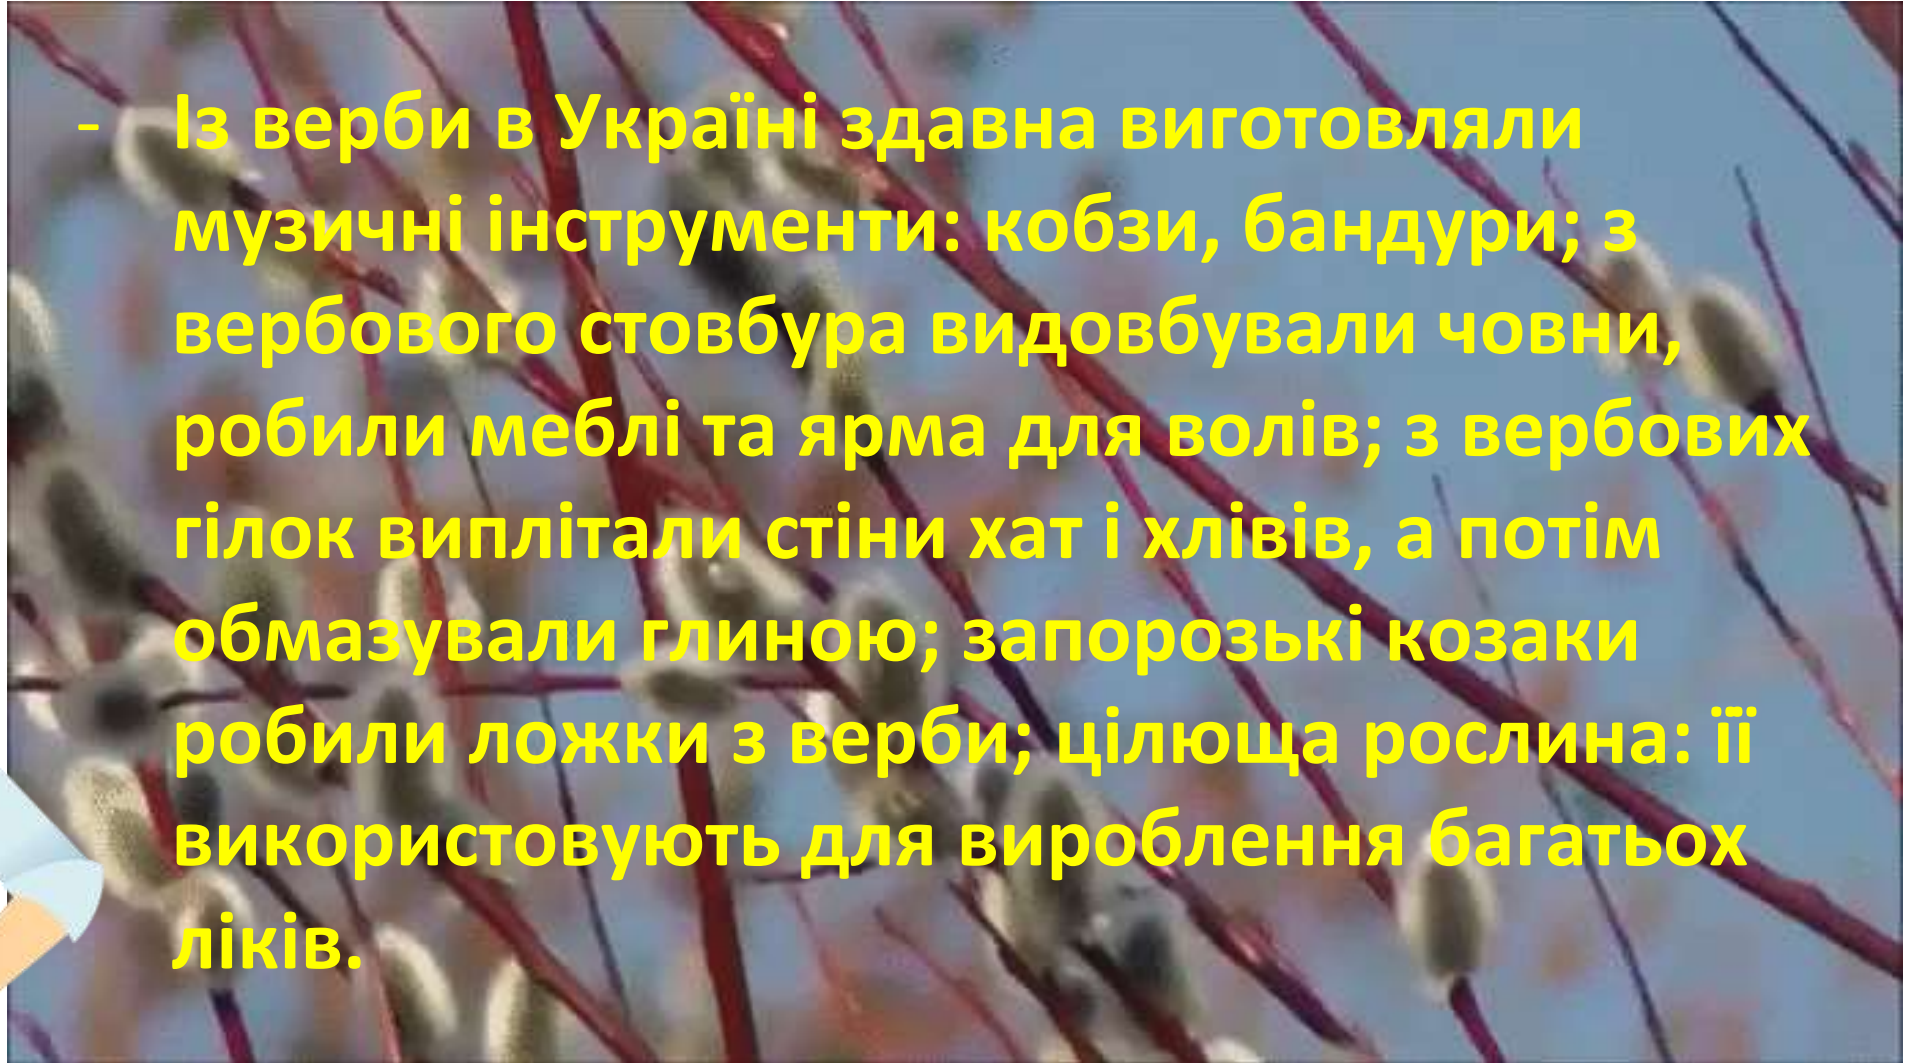 - Із верби в Україні здавна виготовляли
музичні інструменти: кобзи, бандури; з
вербового стовбура видовбували човни,
робили меблі та ярма для волів; з вербових
гілок виплітали стіни хат і хлівів, а потім
обмазували глиною; запорозькі козаки
робили ложки з верби; цілюща рослина: її
використовують для вироблення багатьох
ліків.